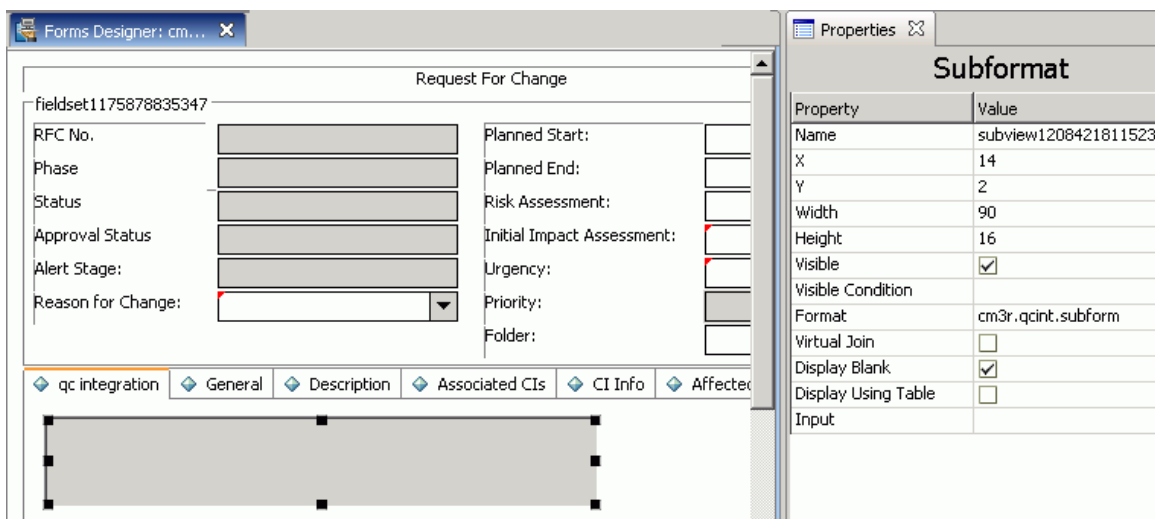 Forms Designer: cm...
Request For Change
fieldset1175878835347
RFC No.
Planned Start:
Phase
Planned End:
Status
Risk Assessment:
Approval Status
Initial Impact Assessment:
Alert Stage:
Urgency:
Reason for Change:
Priority:
Folder:
qc integration
General
Description
Associated CIs
CI Info
Affected
Properties
Subformat
Property Value
Name subview1208421811523
X 14
Y 2
Width 90
Height 16
Visible
Visible Condition
Format cm3r.qcint.subform
Virtual Join
Display Blank
Display Using Table
Input